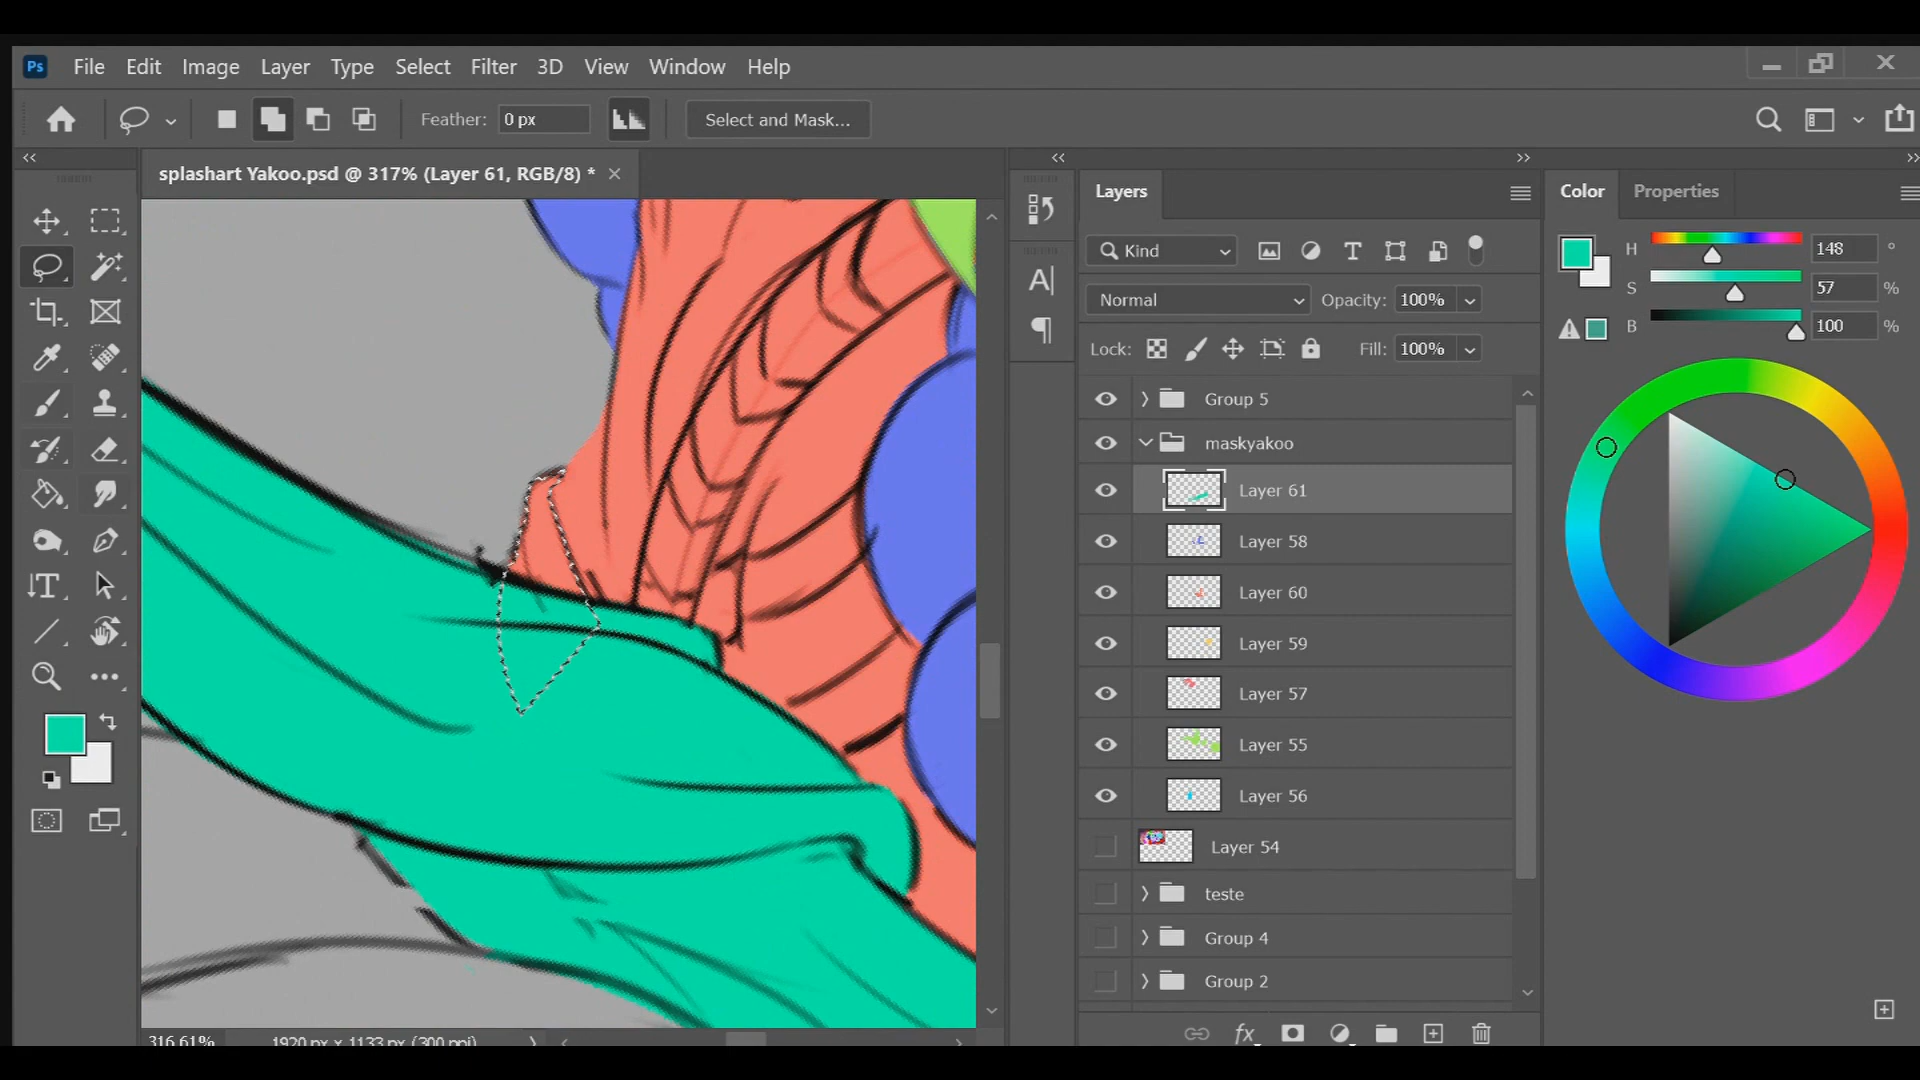 Ps File Edit Image Layer Type Select Filter 3D View Window Help
Feather: 0 px Select and Mask...
splashart Yakoo.psd @ 317% (Layer 61, RGB/8) *
Layers
Color Properties
Kind
H 148 °
S 57 %
B 100 %
Normal Opacity: 100%
Lock: Fill: 100%
Group 5
maskyakoo
Layer 61
Layer 58
Layer 60
Layer 59
Layer 57
Layer 55
Layer 56
Layer 54
teste
Group 4
Group 2
fx
316.61% 1920 px x 1133 px (300 ppi)